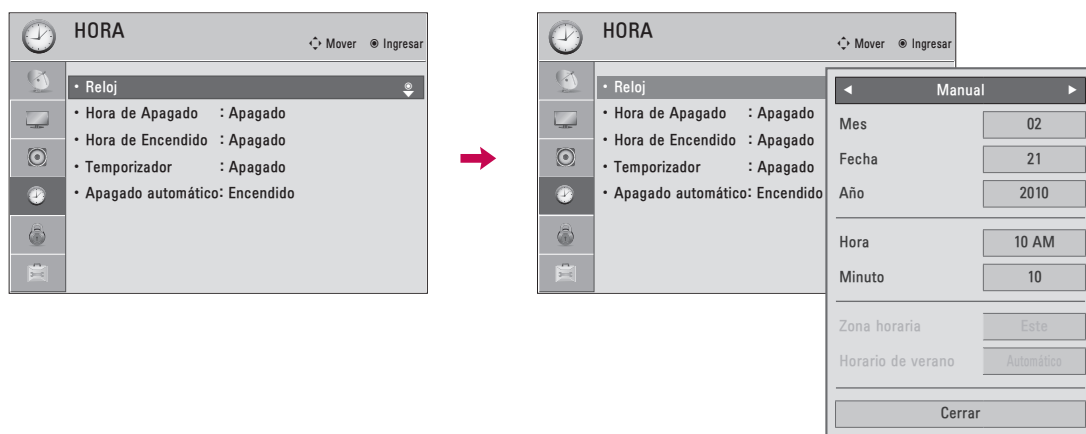 HORA
Mover Ingresar
• Reloj
• Hora de Apagado : Apagado
• Hora de Encendido : Apagado
• Temporizador : Apagado
• Apagado automático: Encendido
HORA
Mover Ingresar
• Reloj
• Hora de Apagado : Apagado
• Hora de Encendido : Apagado
• Temporizador : Apagado
• Apagado automático: Encendido
◄ Manual ►
Mes 02
Fecha 21
Año 2010
Hora 10 AM
Minuto 10
Zona horaria Este
Horario de verano Automático
Cerrar